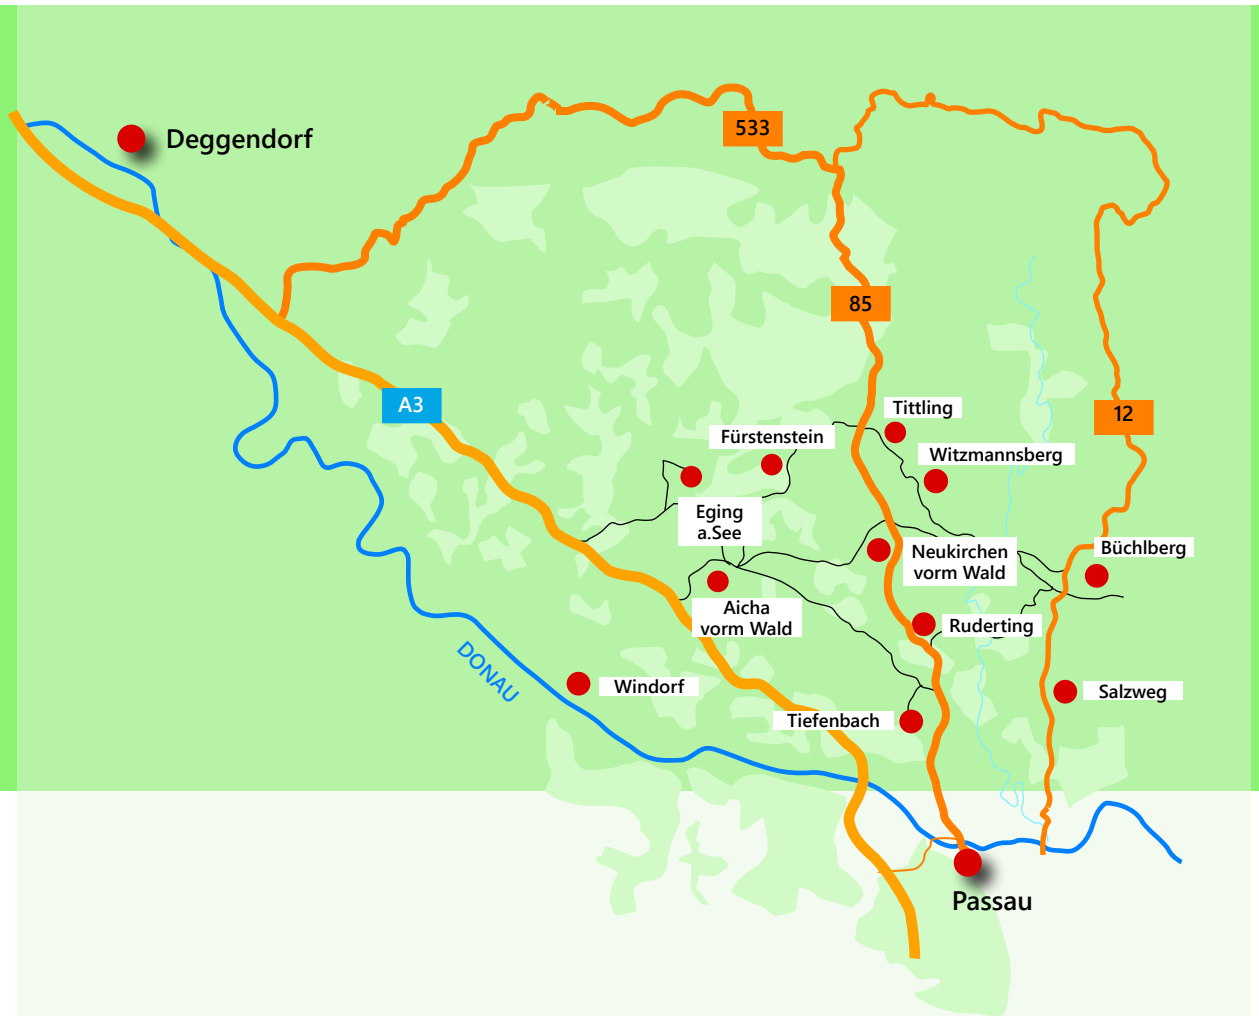 533
Deggendorf
85
A3
Tittling
12
Fürstenstein
Witzmannsberg
Eging
a.See
Büchlberg
Neukirchen
vorm Wald
Aicha
vorm Wald
Ruderting
DONAU
Windorf
Salzweg
Tiefenbach
Passau